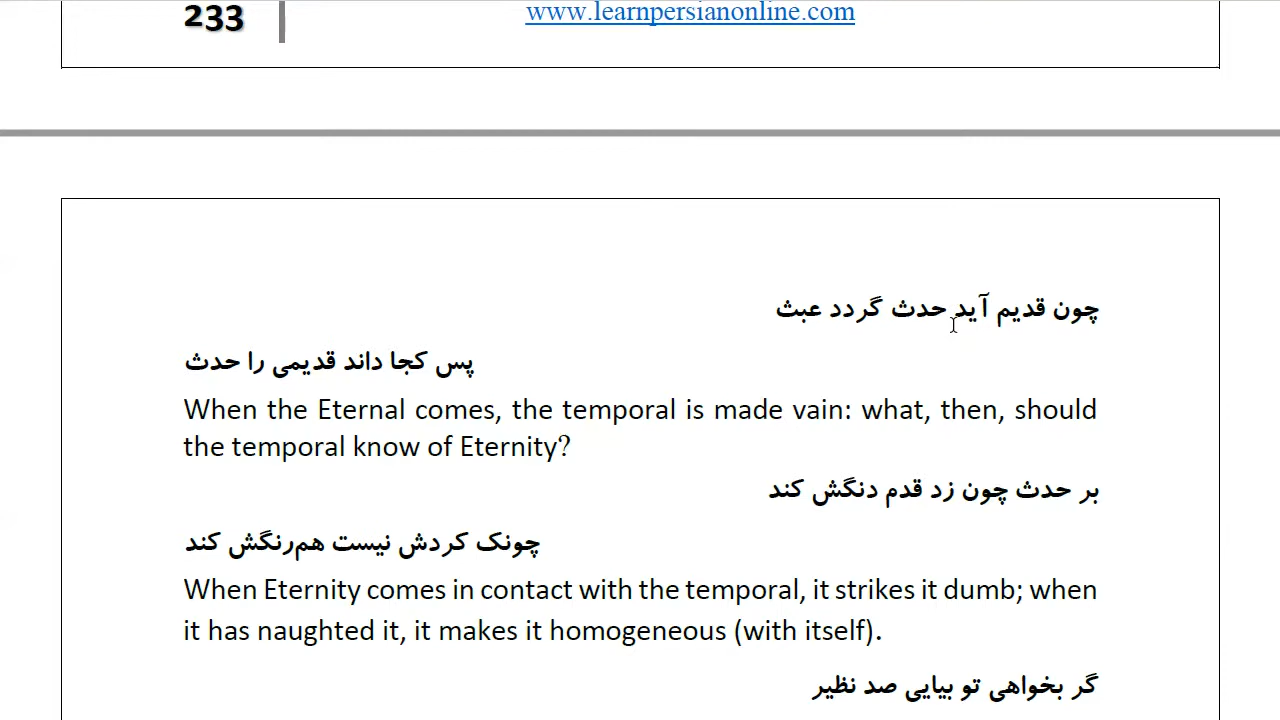 233
www.learnpersianonline.com
چون قدیم آید حدث گردد عبث
پس کجا داند قدیمی را حدث
When the Eternal comes, the temporal is made vain: what, then, should
the temporal know of Eternity?
بر حدث چون زد قدم دنگش کند
چونک کردش نیست هم‌رنگش کند
When Eternity comes in contact with the temporal, it strikes it dumb; when
it has naughted it, it makes it homogeneous (with itself).
گر بخواهی تو بیایی صد نظیر